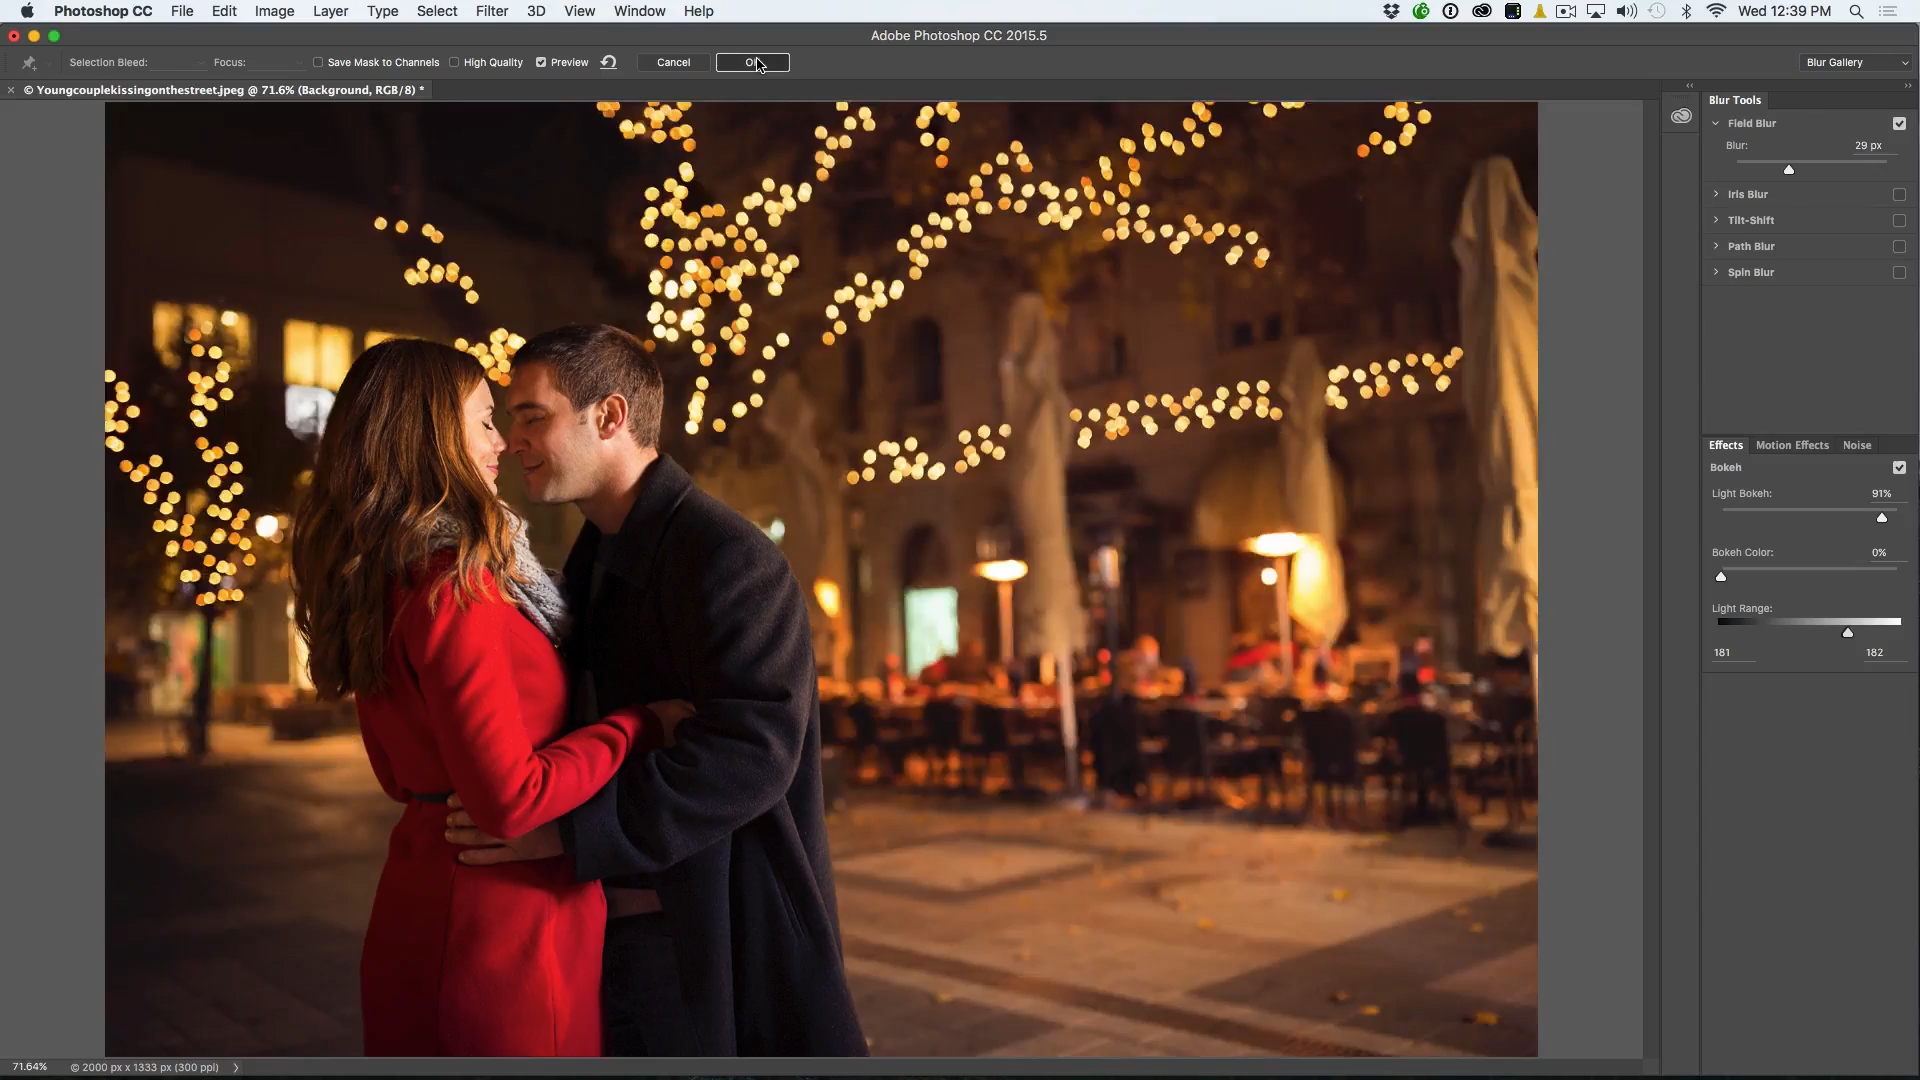 Photoshop CC File Edit Image Layer Type Select Filter 3D View Window Help Wed 12:39 PM
Adobe Photoshop CC 2015.5
Selection Bleed: Focus: Save Mask to Channels High Quality Preview Cancel Blur Gallery
© Youngcouplekissingonthestreet.jpeg @ 71.6% (Background, RGB/8) *
Blur Tools
Field Blur
Blur: 29 px
Iris Blur
Tilt-Shift
Path Blur
Spin Blur
Effects Motion Effects Noise
Bokeh
Light Bokeh: 91%
Bokeh Color: 0%
Light Range:
181 182
71.64% © 2000 px x 1333 px (300 ppi)